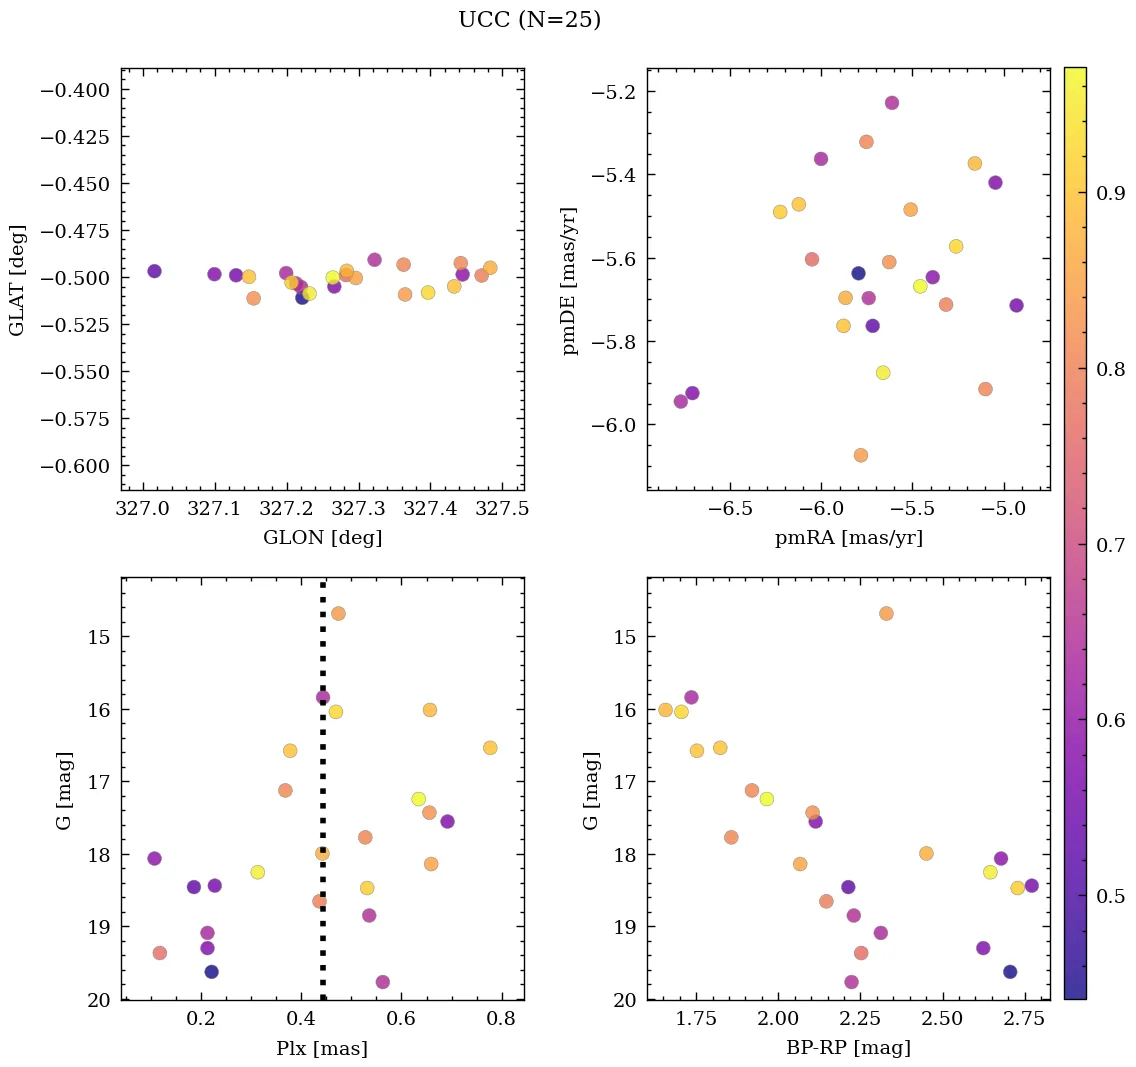 UCC (N=25)
−0.400
−0.425
−0.450
−0.475
−0.500
−0.525
−0.550
−0.575
−0.600
GLAT [deg]
327.0 327.1 327.2 327.3 327.4 327.5
GLON [deg]
−5.2
−5.4
−5.6
−5.8
−6.0
pmDE [mas/yr]
−6.5 −6.0 −5.5 −5.0
pmRA [mas/yr]
15
16
17
18
19
20
G [mag]
0.2 0.4 0.6 0.8
Plx [mas]
15
16
17
18
19
20
G [mag]
1.75 2.00 2.25 2.50 2.75
BP-RP [mag]
0.9
0.8
0.7
0.6
0.5